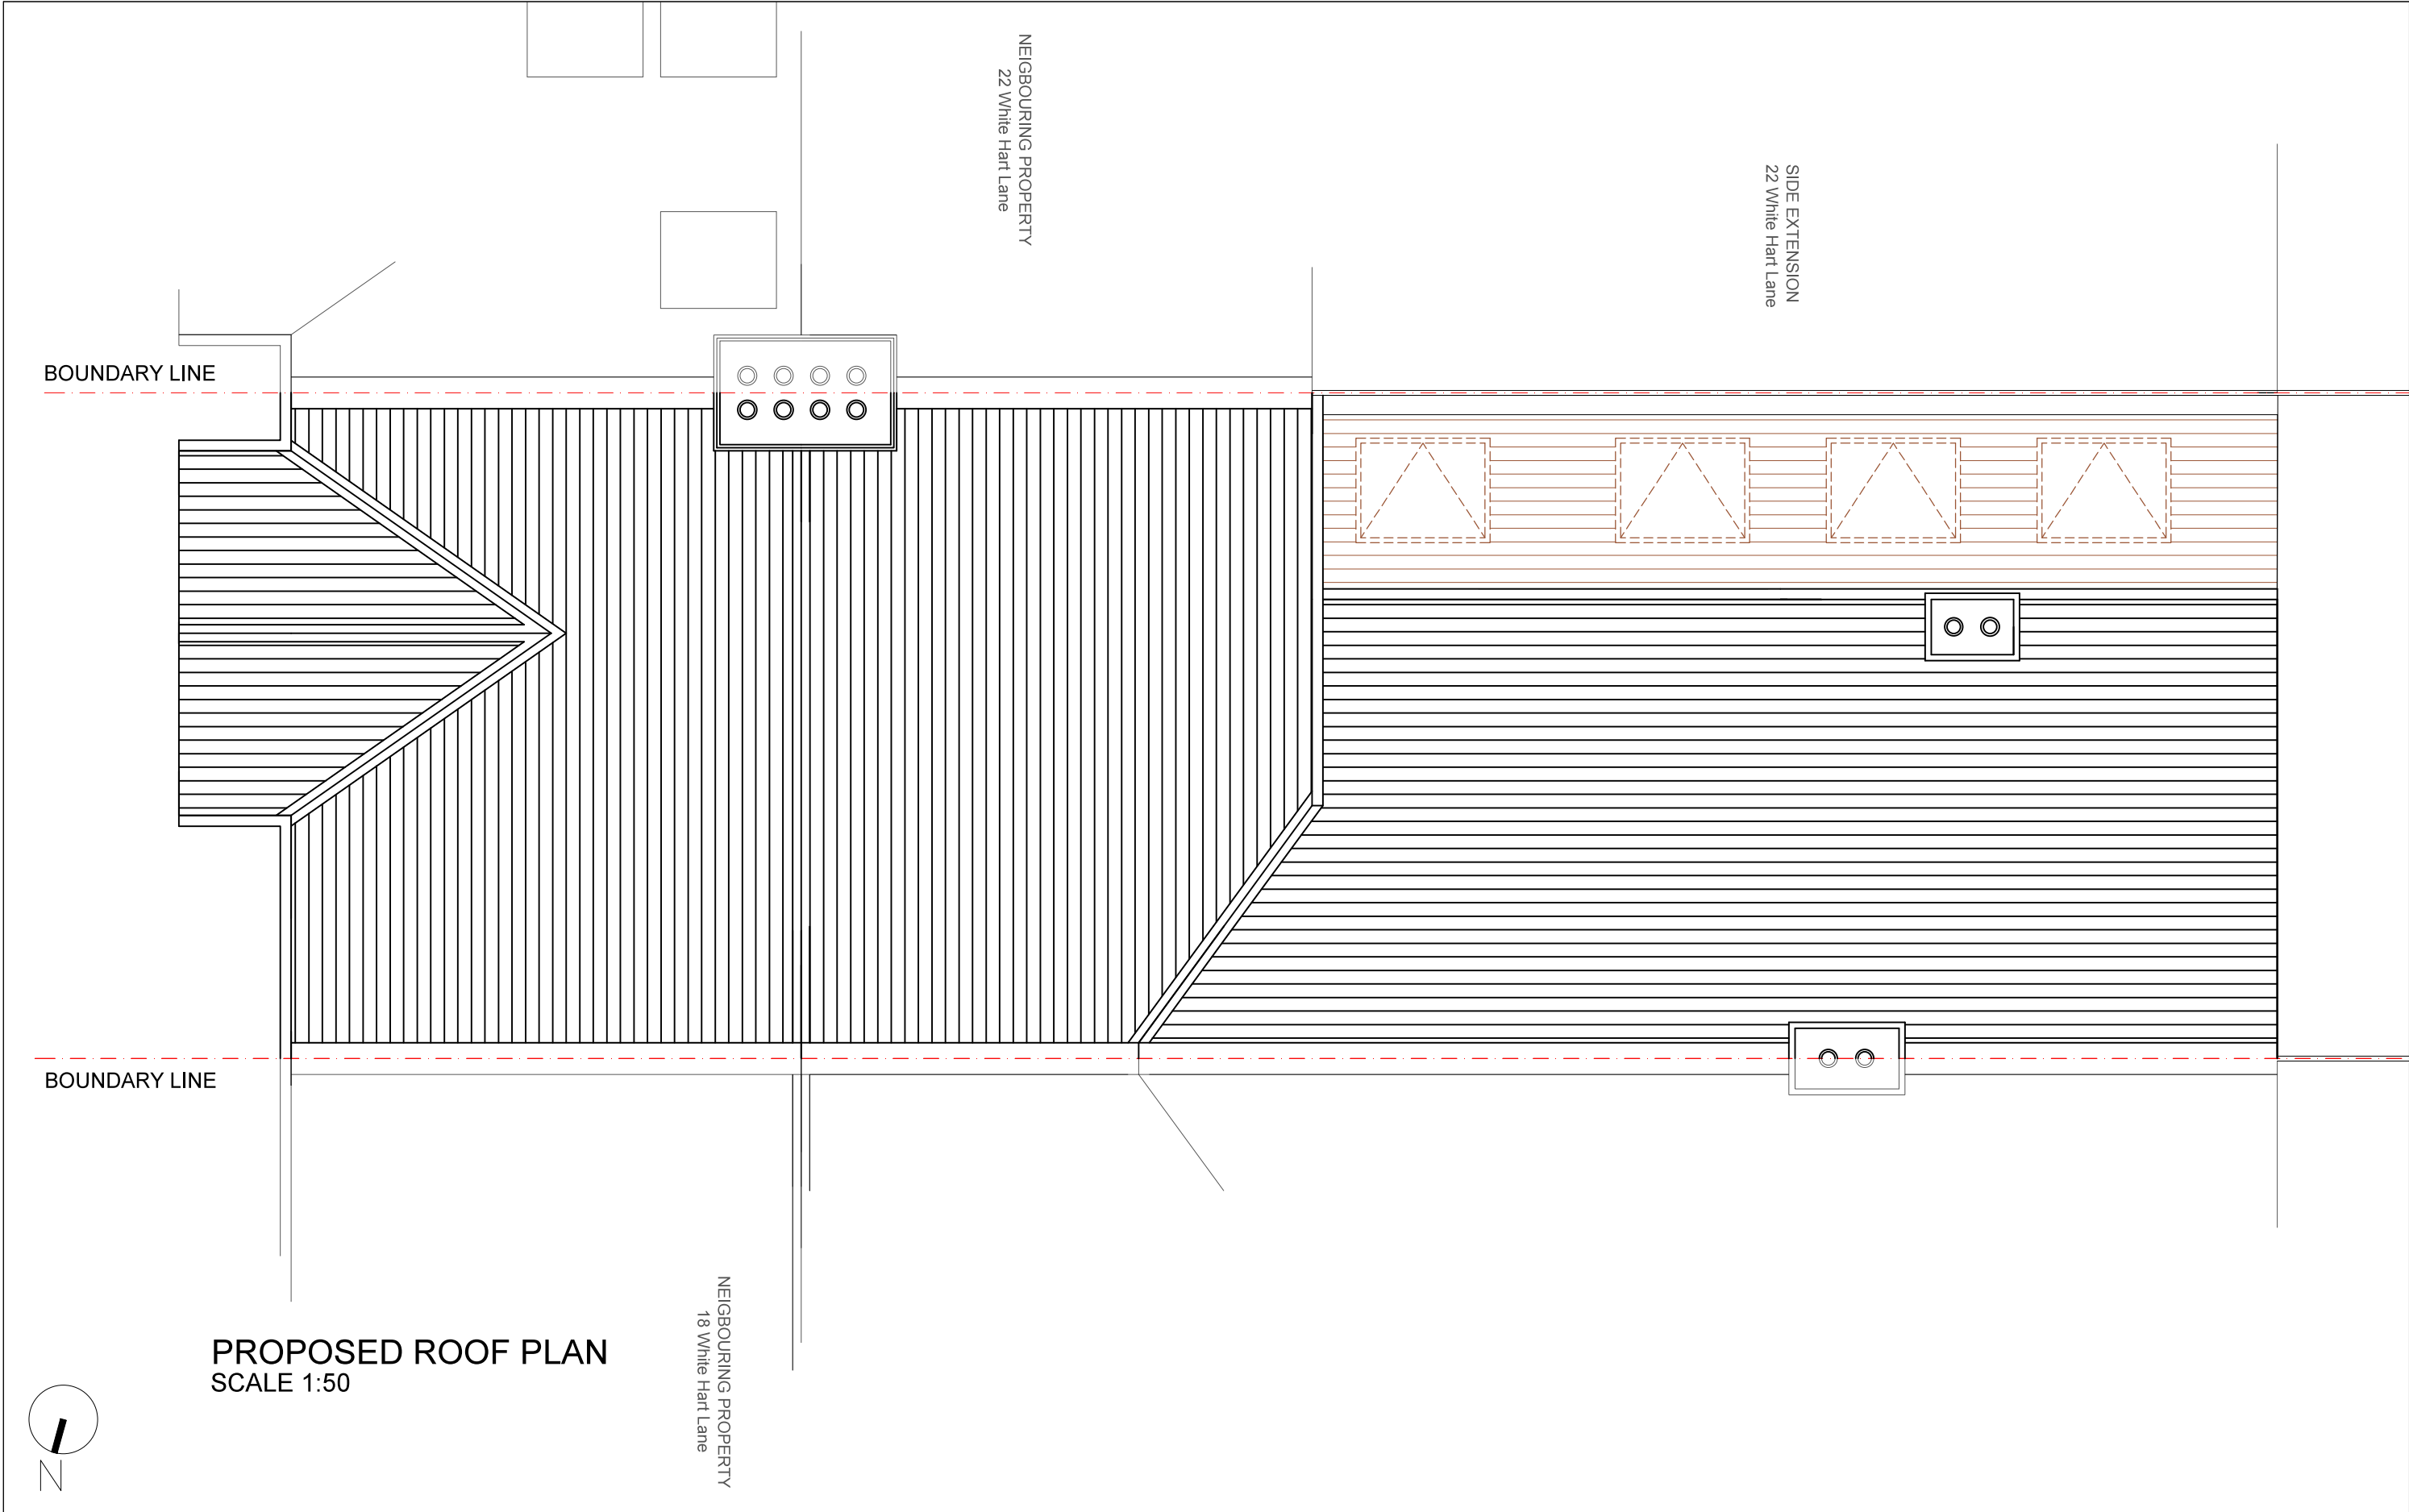 NEIGBOURING PROPERTY
22 White Hart Lane
SIDE EXTENSION
22 White Hart Lane
BOUNDARY LINE
BOUNDARY LINE
NEIGBOURING PROPERTY
18 White Hart Lane
PROPOSED ROOF PLAN
SCALE 1:50
N